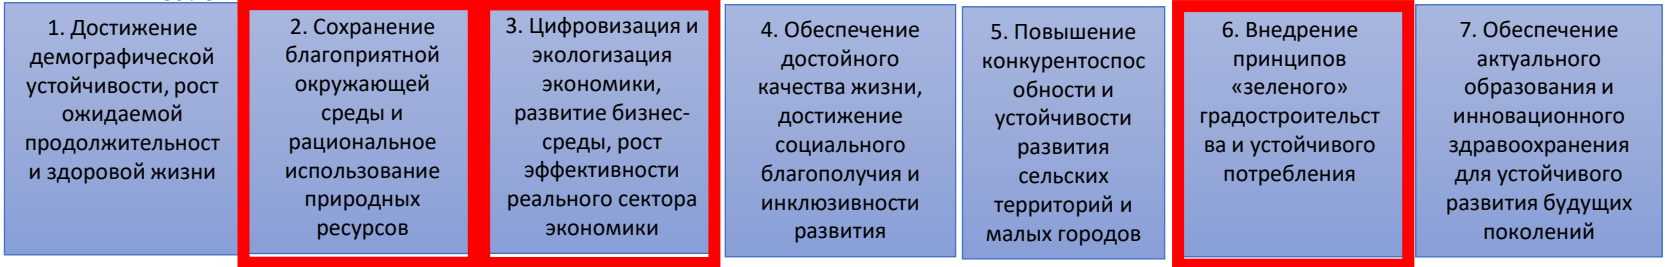 1. Достижение
демографической
устойчивости, рост
ожидаемой
продолжительност
и здоровой жизни
2. Сохранение
благоприятной
окружающей
среды и
рациональное
использование
природных
ресурсов
3. Цифровизация и
экологизация
экономики,
развитие бизнес-
среды, рост
эффективности
реального сектора
экономики
4. Обеспечение
достойного
качества жизни,
достижение
социального
благополучия и
инклюзивности
развития
5. Повышение
конкурентоспос
обности и
устойчивости
развития
сельских
территорий и
малых городов
6. Внедрение
принципов
«зеленого»
градостроительст
ва и устойчивого
потребления
7. Обеспечение
актуального
образования и
инновационного
здравоохранения
для устойчивого
развития будущих
поколений